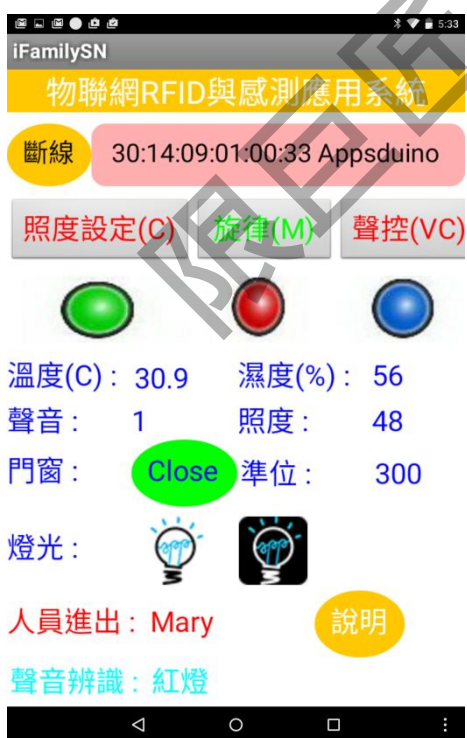 5:33
iFamilySN
物聯網RFID與感測應用系統
斷線 30:14:09:01:00:33 Appsduino
照度設定(C) 旋律(M) 聲控(VC)
溫度(C) : 30.9 濕度(%) : 56
聲音 : 1 照度 : 48
門窗 : Close 準位 : 300
燈光 :
人員進出 : Mary 說明
聲音辨識 : 紅燈